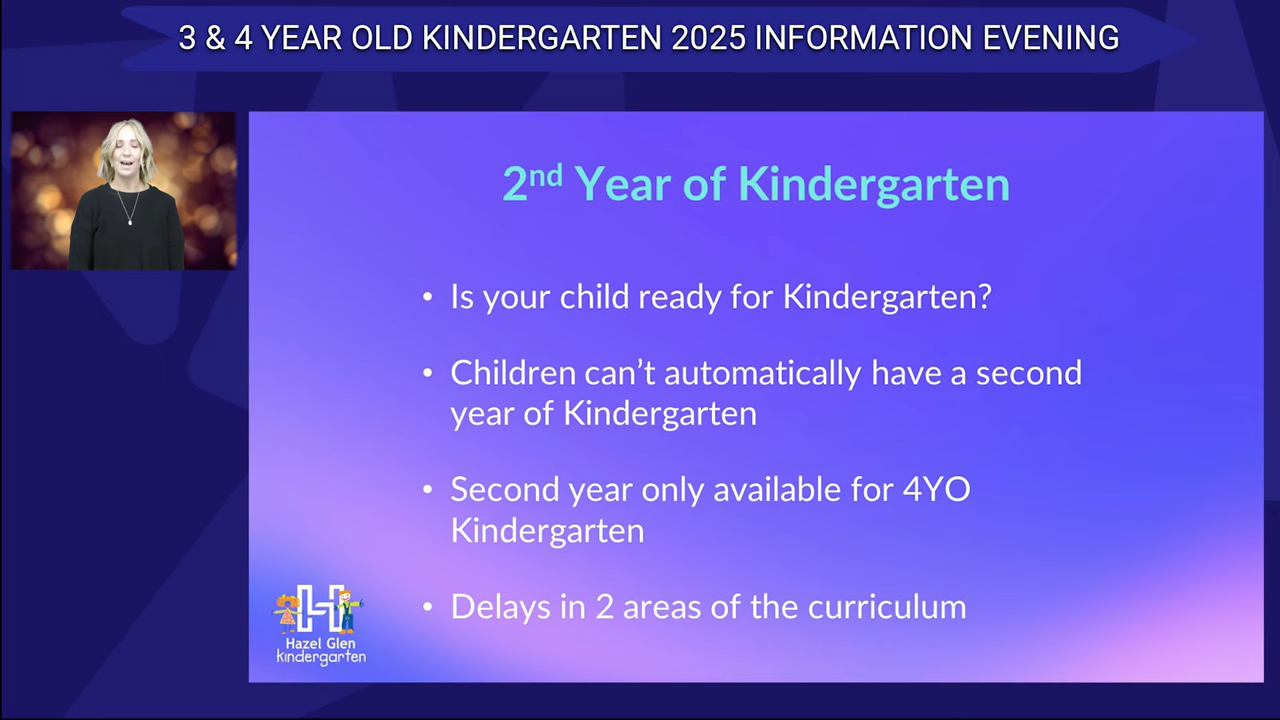 3 & 4 YEAR OLD KINDERGARTEN 2025 INFORMATION EVENING
2nd Year of Kindergarten
• Is your child ready for Kindergarten?
• Children can’t automatically have a second
year of Kindergarten
• Second year only available for 4YO
Kindergarten
• Delays in 2 areas of the curriculum
H
Hazel Glen
kindergarten